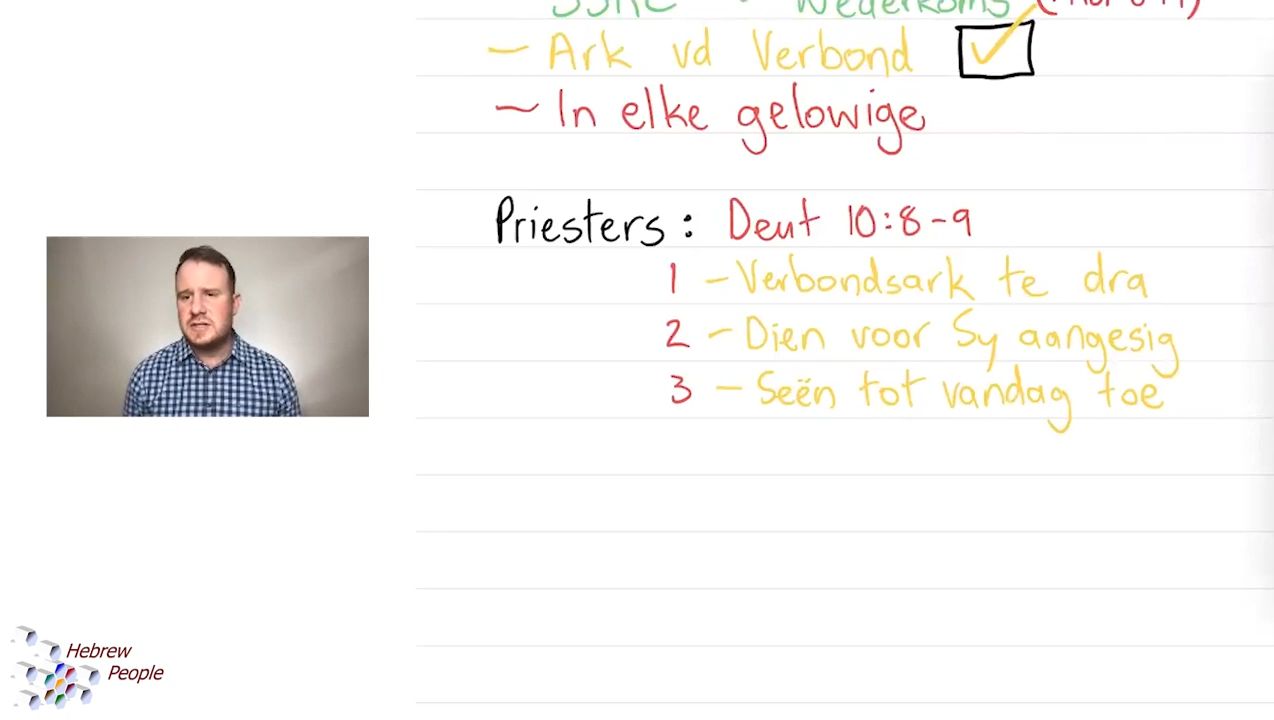 Wederkoms
- Ark vd Verbond
- In elke gelowige
Priesters: Deut 10:8-9
1 - Verbondsark te dra
2 - Dien voor Sy aangesig
3 - Seën tot vandag toe
Hebrew
People